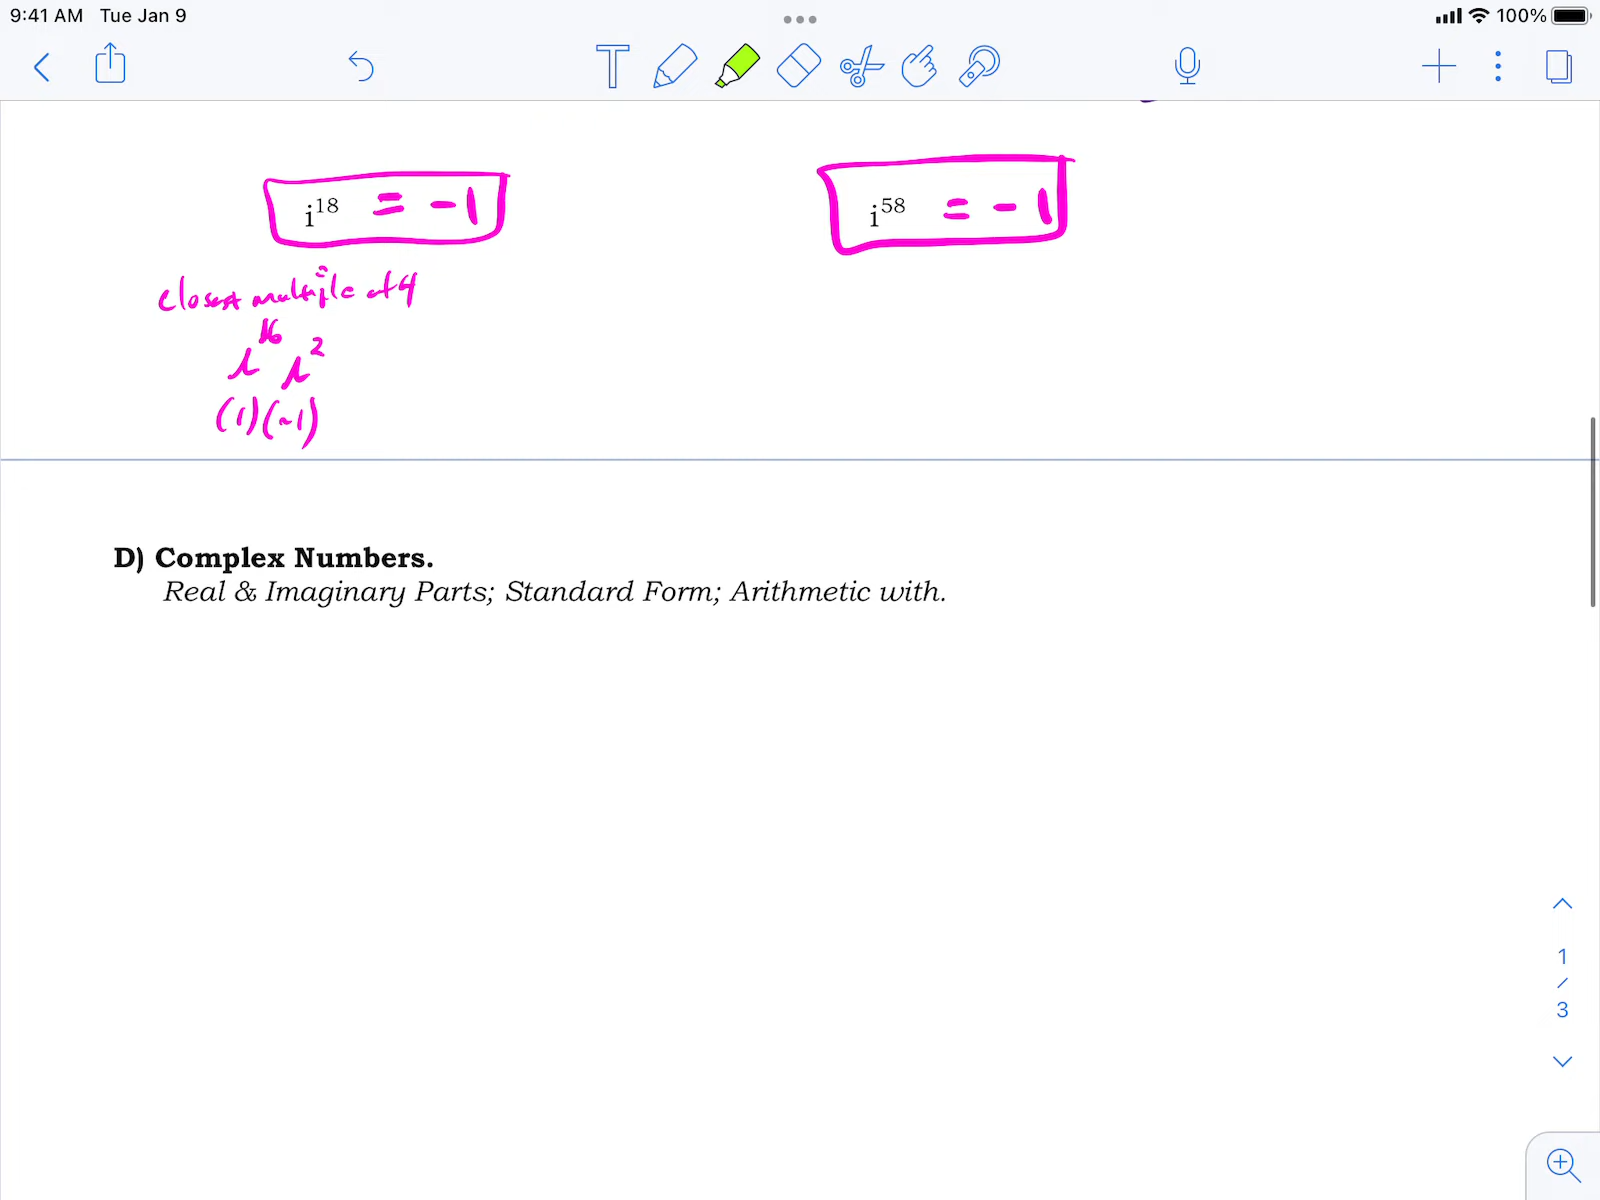 9:41 AM Tue Jan 9
100%
i¹⁸ = -1
i⁵⁸ = -1
closest multiple of 4
i¹⁶ i²
(1)(-1)
D) Complex Numbers.
Real & Imaginary Parts; Standard Form; Arithmetic with.
1
/
3